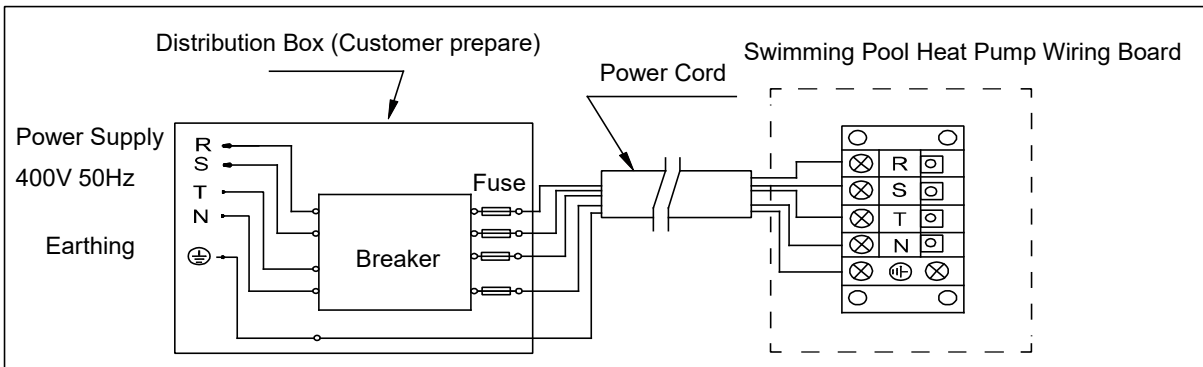 Distribution Box (Customer prepare)
Swimming Pool Heat Pump Wiring Board
Power Cord
Power Supply
400V 50Hz
Earthing
R
S
T
N
Fuse
Breaker
R
S
T
N